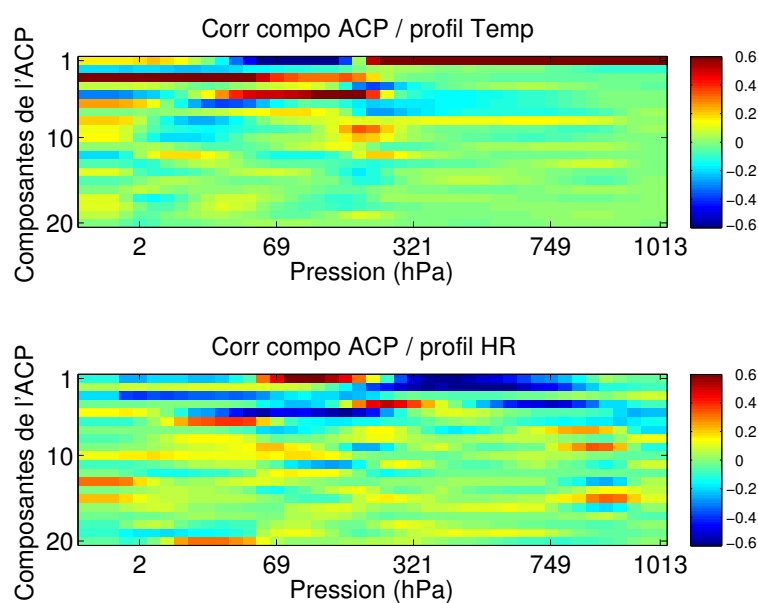 Corr compo ACP / profil Temp
Composantes de l'ACP
1
10
20
2 69 321 749 1013
Pression (hPa)
0.6
0.4
0.2
0
−0.2
−0.4
−0.6
Corr compo ACP / profil HR
Composantes de l'ACP
1
10
20
2 69 321 749 1013
Pression (hPa)
0.6
0.4
0.2
0
−0.2
−0.4
−0.6